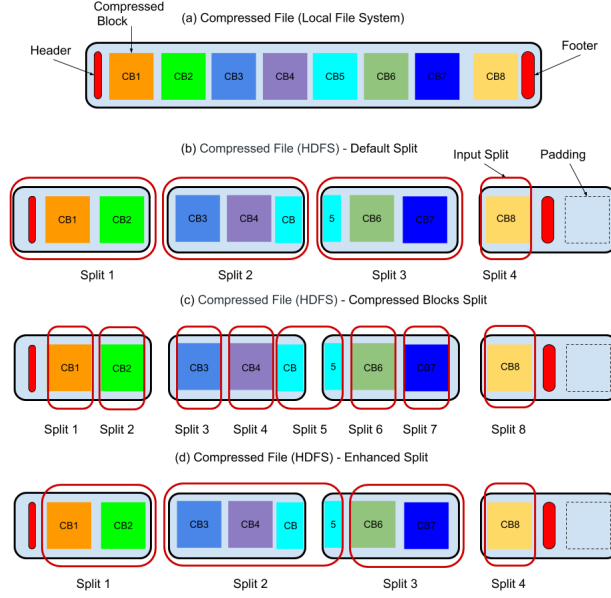 Compressed
Block
(a) Compressed File (Local File System)
Header
Footer
CB1 CB2 CB3 CB4 CB5 CB6 CB7 CB8
(b) Compressed File (HDFS) - Default Split
Input Split
Padding
CB1 CB2 CB3 CB4 CB 5 CB6 CB7 CB8
Split 1 Split 2 Split 3 Split 4
(c) Compressed File (HDFS) - Compressed Blocks Split
CB1 CB2 CB3 CB4 CB 5 CB6 CB7 CB8
Split 1 Split 2 Split 3 Split 4 Split 5 Split 6 Split 7 Split 8
(d) Compressed File (HDFS) - Enhanced Split
CB1 CB2 CB3 CB4 CB 5 CB6 CB7 CB8
Split 1 Split 2 Split 3 Split 4